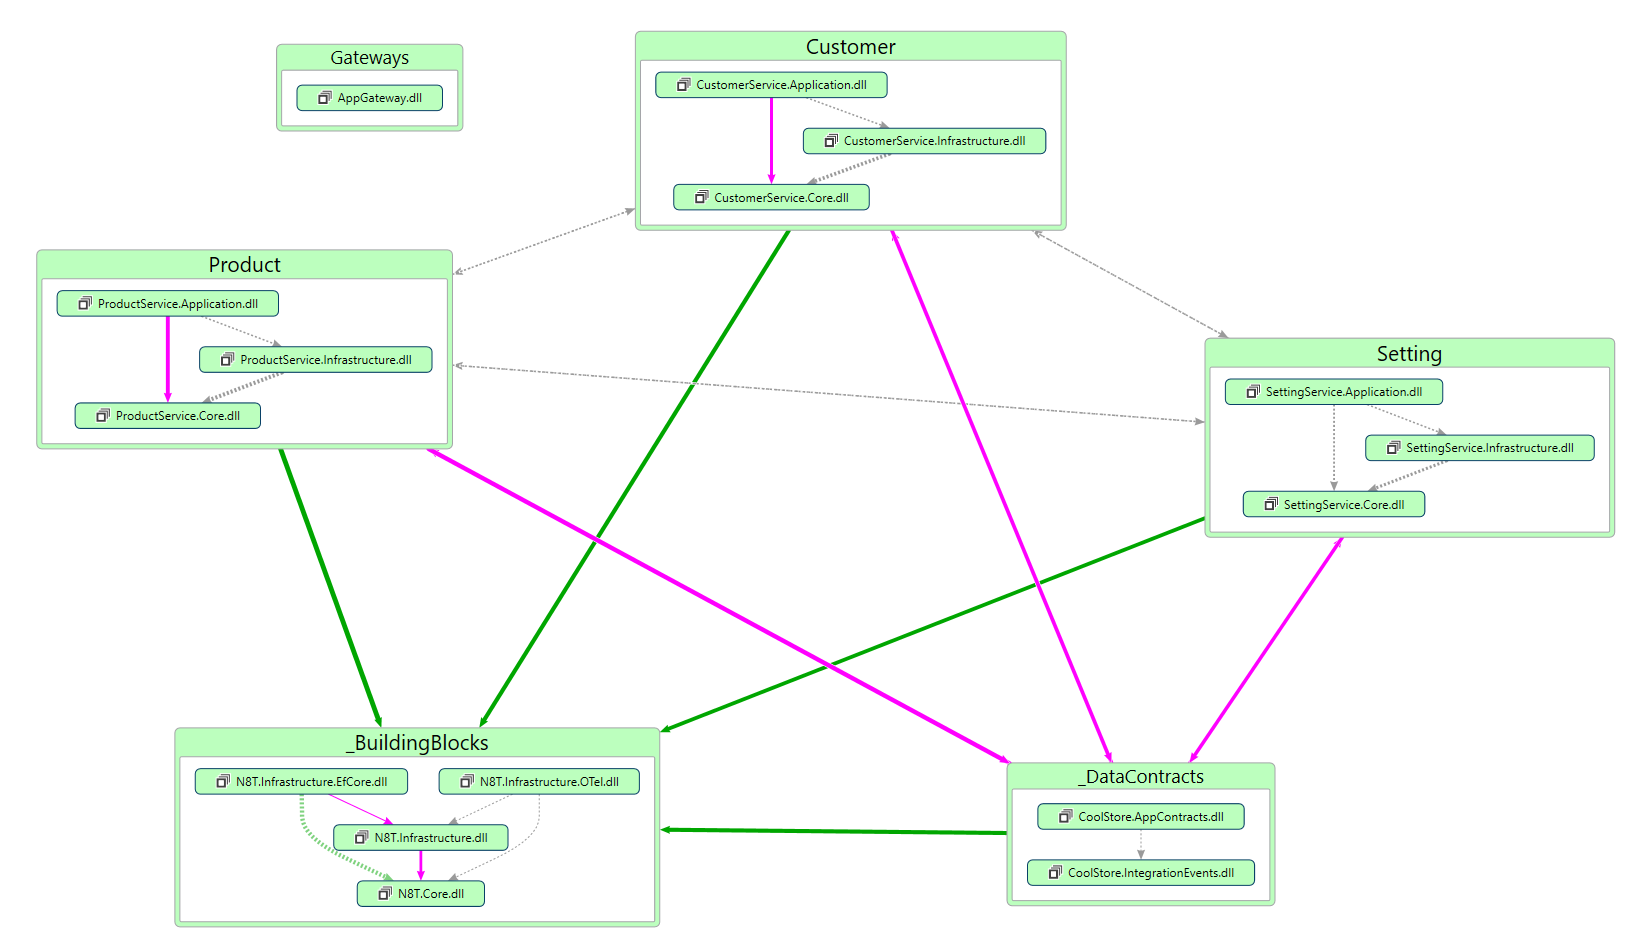 Gateways
AppGateway.dll
Customer
CustomerService.Application.dll
CustomerService.Infrastructure.dll
CustomerService.Core.dll
Product
ProductService.Application.dll
ProductService.Infrastructure.dll
ProductService.Core.dll
Setting
SettingService.Application.dll
SettingService.Infrastructure.dll
SettingService.Core.dll
_BuildingBlocks
N8T.Infrastructure.EfCore.dll
N8T.Infrastructure.OTel.dll
N8T.Infrastructure.dll
N8T.Core.dll
_DataContracts
CoolStore.AppContracts.dll
CoolStore.IntegrationEvents.dll